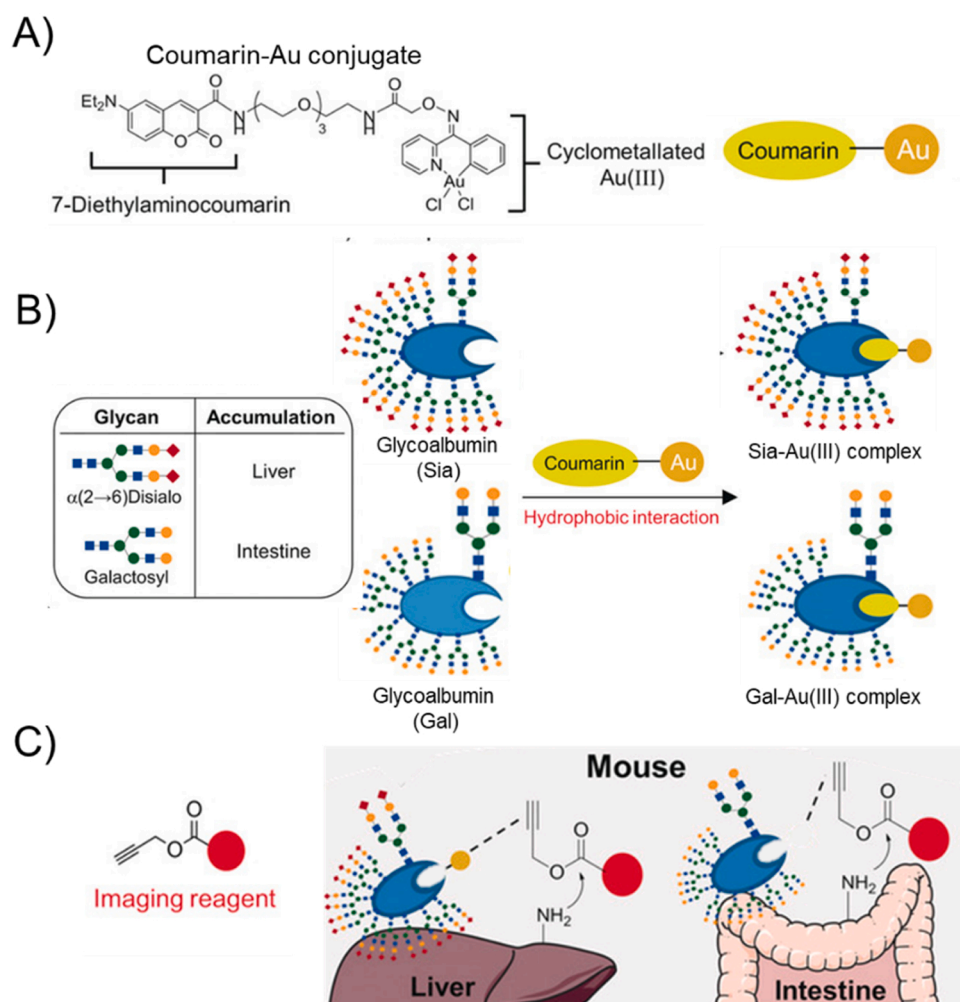 A)
Coumarin-Au conjugate
Et2N
O
O
O
N
H
O
3
H
N
O
O
N
N
Au
Cl
Cl
7-Diethylaminocoumarin
Cyclometallated
Au(III)
Coumarin
Au
B)
Glycan Accumulation
α(2→6)Disialo
Liver
Galactosyl
Intestine
Glycoalbumin
(Sia)
Coumarin
Au
Hydrophobic interaction
Sia-Au(III) complex
Glycoalbumin
(Gal)
Gal-Au(III) complex
C)
O
O
Imaging reagent
Mouse
O
O
NH2
Liver
O
O
NH2
Intestine